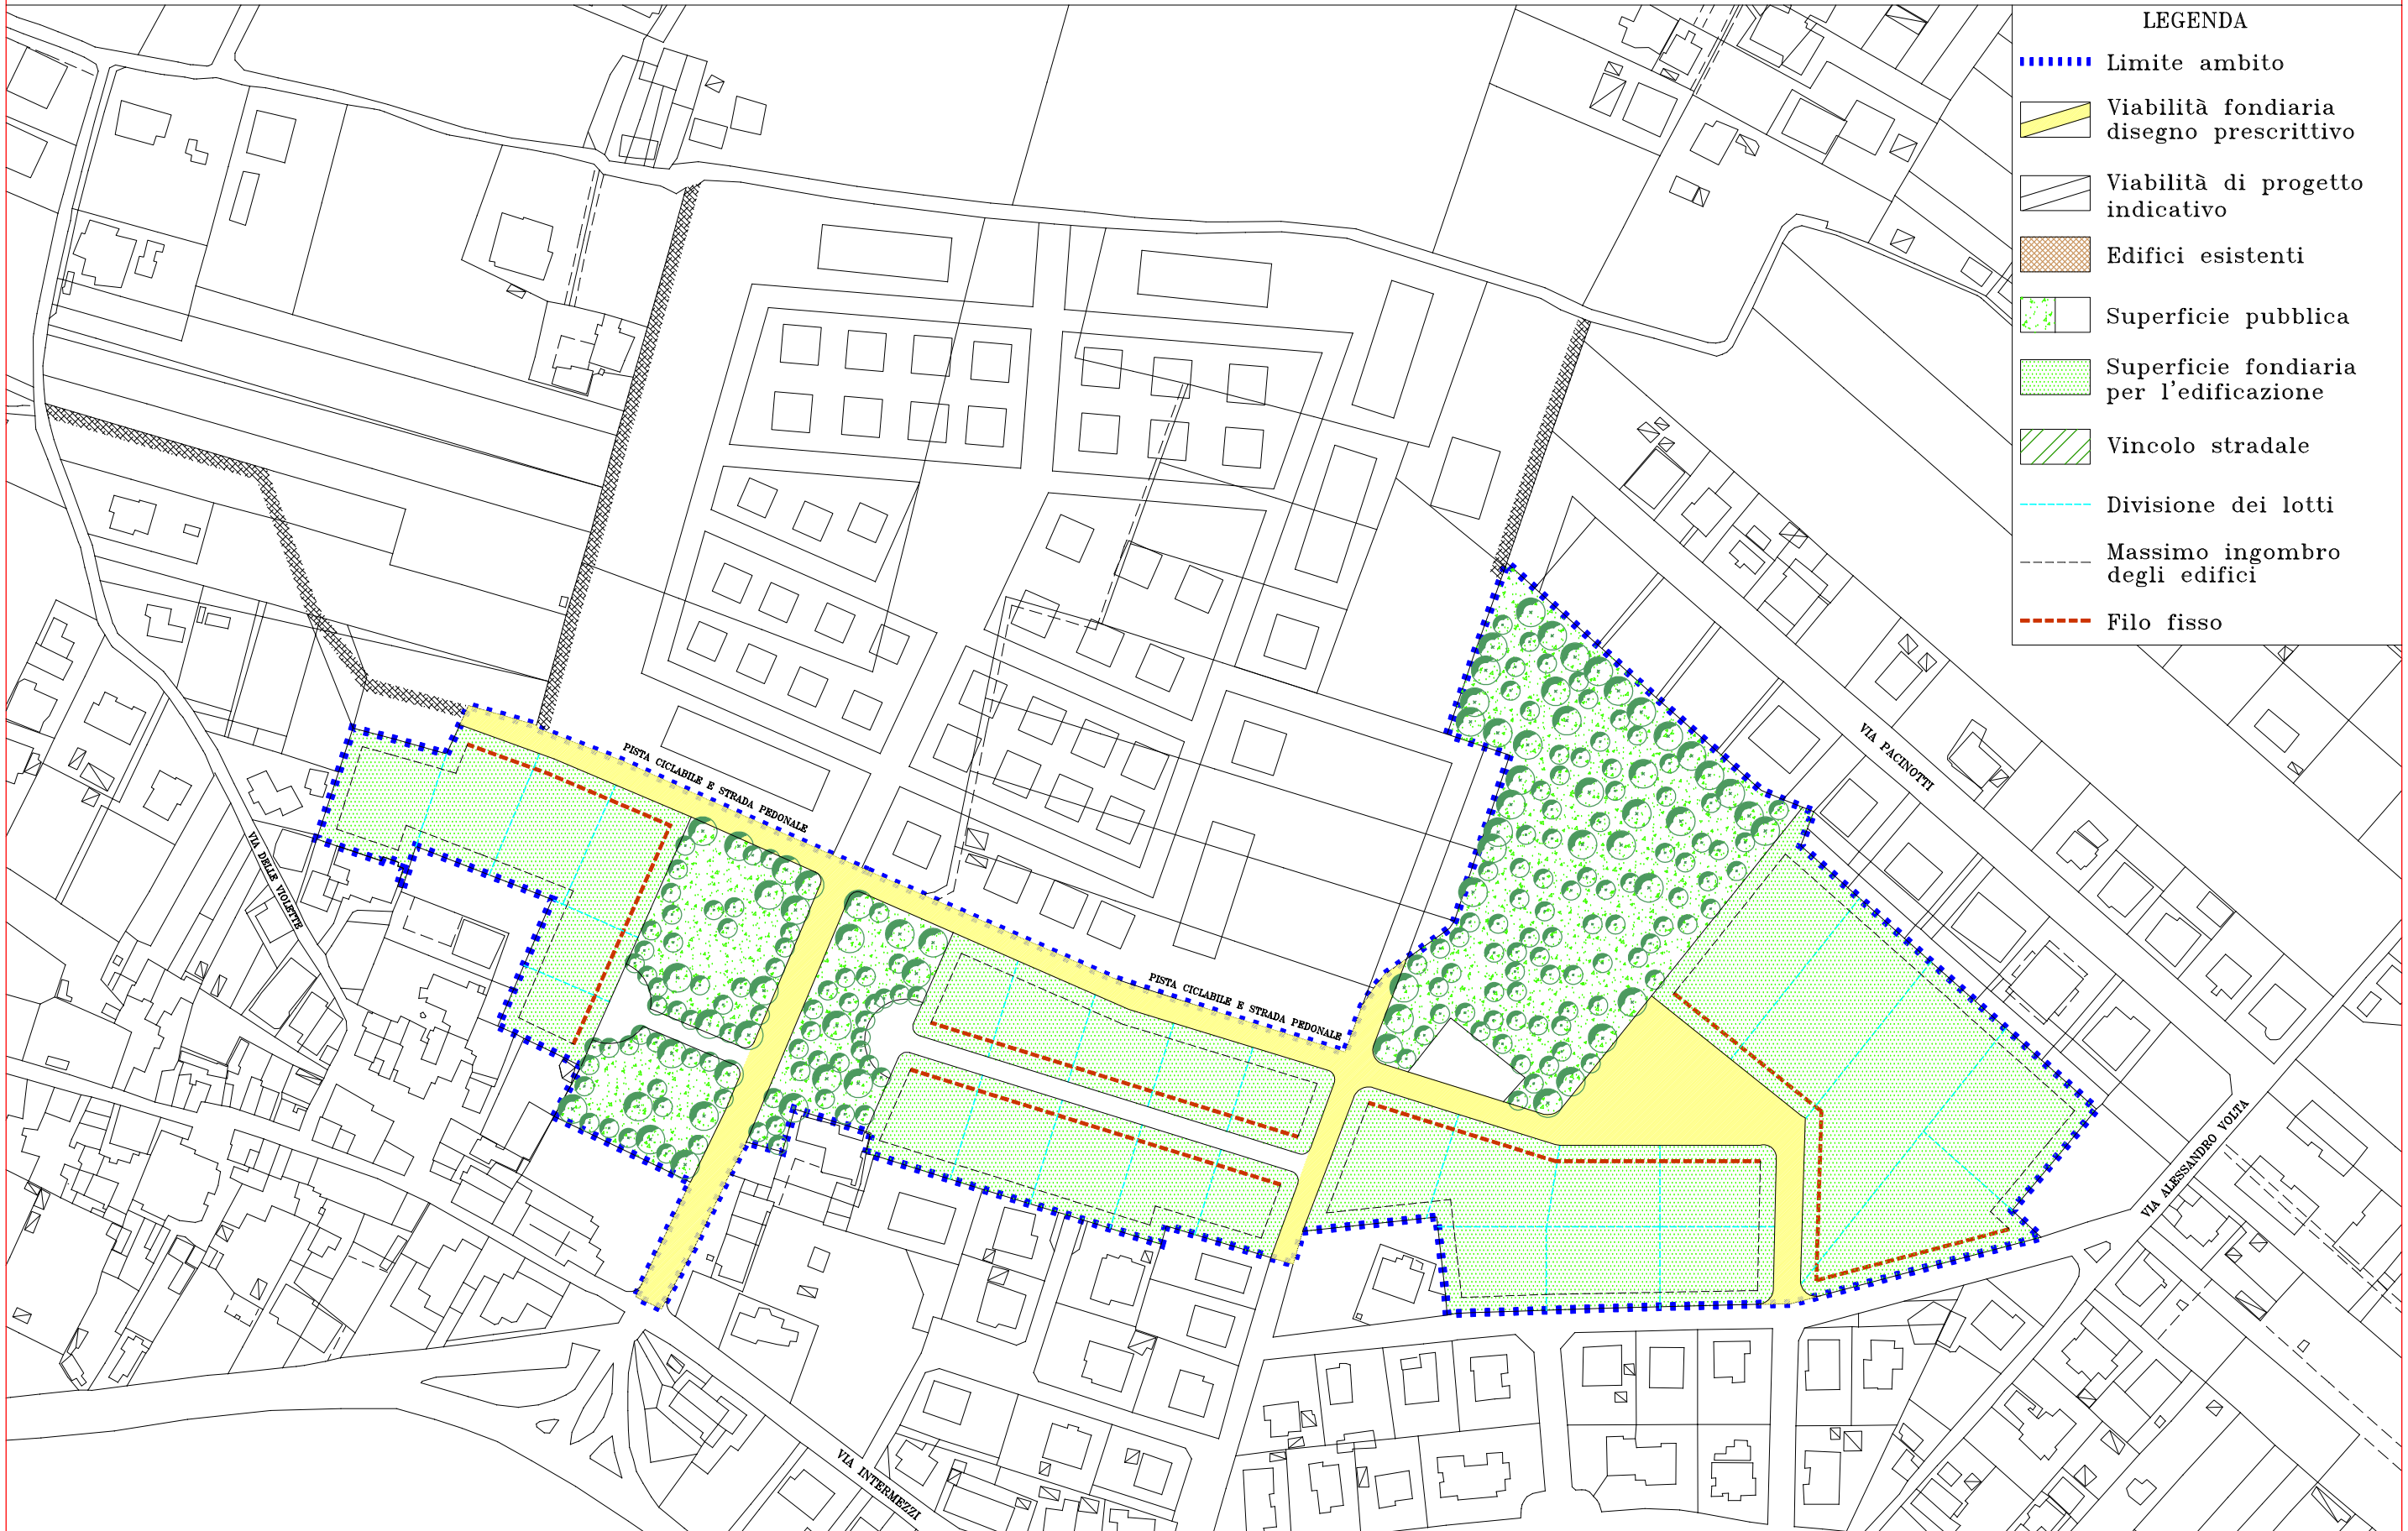 LEGENDA
Limite ambito
Viabilità fondiaria
disegno prescrittivo
Viabilità di progetto
indicativo
Edifici esistenti
Superficie pubblica
Superficie fondiaria
per l'edificazione
Vincolo stradale
Divisione dei lotti
Massimo ingombro
degli edifici
Filo fisso
PISTA CICLABILE E STRADA PEDONALE
VIA PACINOTTI
VIA DELLE VIOLETTE
PISTA CICLABILE E STRADA PEDONALE
VIA ALESSANDRO VOLTA
VIA INTERMEZZI